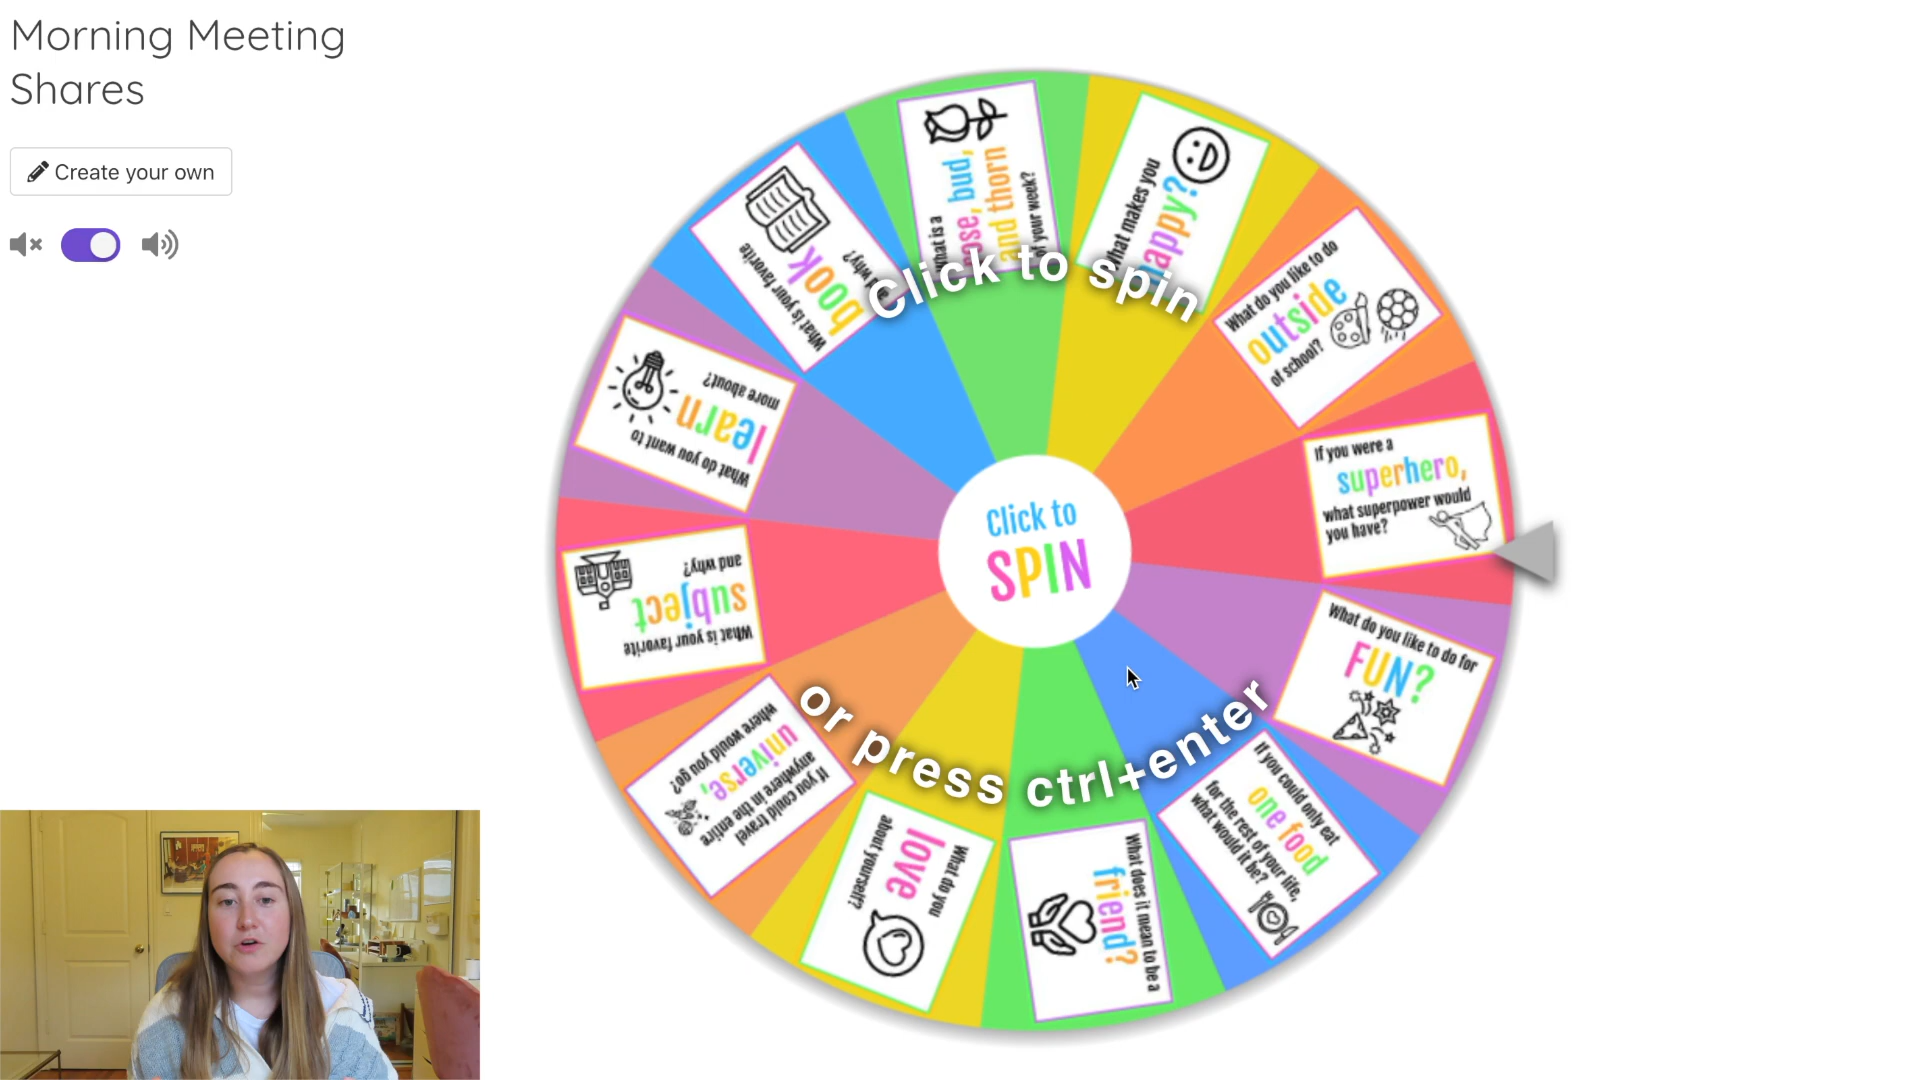 Morning Meeting
Shares
Create your own
What is a
rose, bud,
and thorn
of your week?
What makes you
happy?
What do you like to do
outside
of school?
If you were a
superhero,
what superpower would
you have?
What do you like to do for
FUN?
If you could only eat
one food
for the rest of your life,
what would it be?
What does it mean to be a
friend?
What do you
love
about yourself?
If you could travel
anywhere in the entire
universe,
where would you go?
What is your favorite
subject
and why?
What do you want to
learn
more about?
What is your favorite
book
and why?
Click to spin
Click to
SPIN
or press ctrl+enter